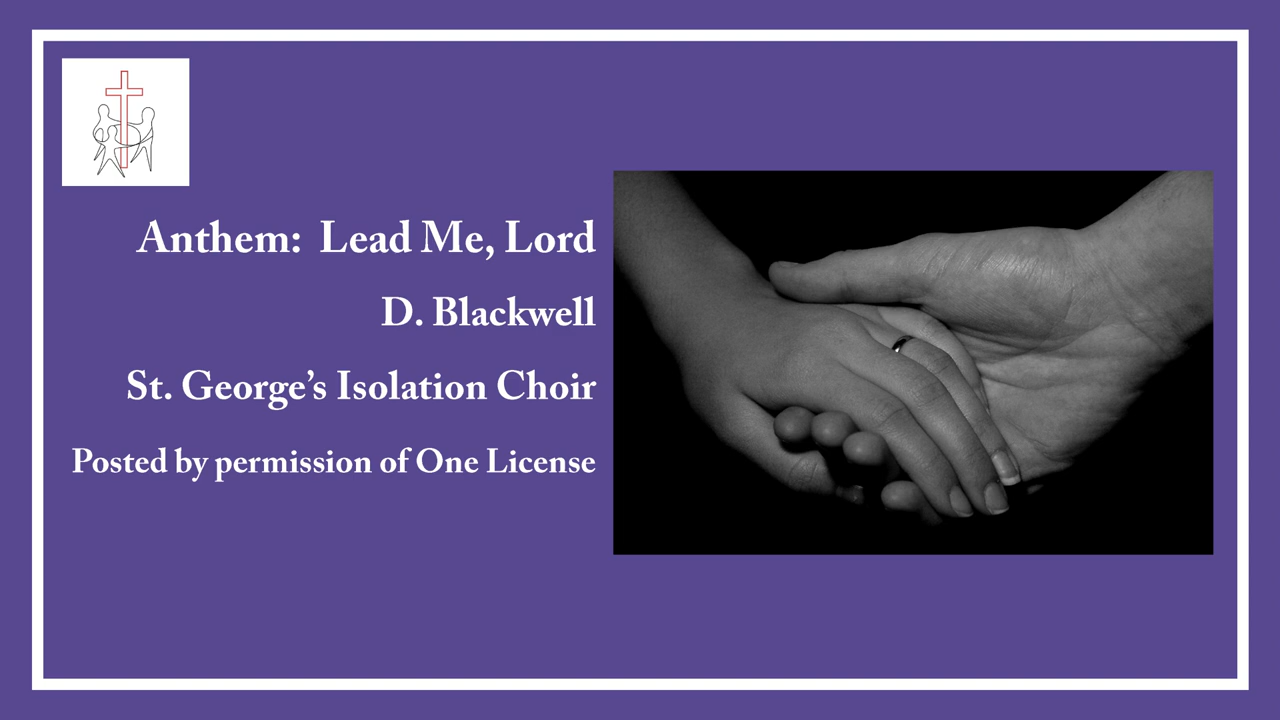 Anthem:  Lead Me, Lord
D. Blackwell
St. George’s Isolation Choir
Posted by permission of One License